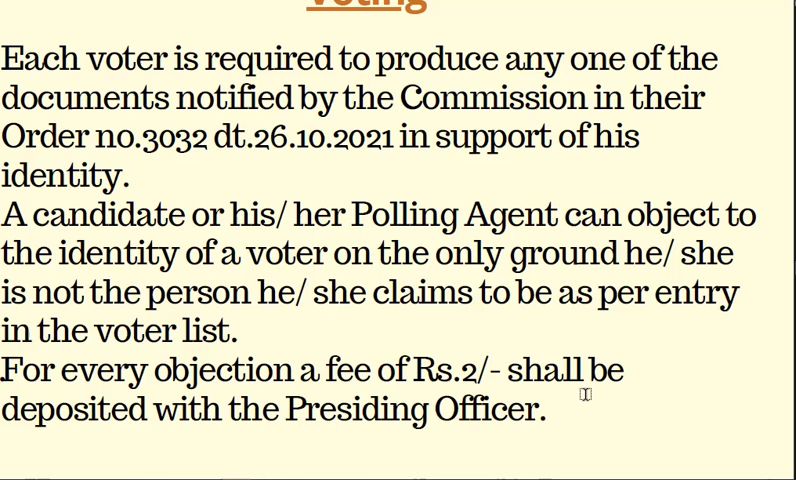 Voting
Each voter is required to produce any one of the
documents notified by the Commission in their
Order no.3032 dt.26.10.2021 in support of his
identity.
A candidate or his/ her Polling Agent can object to
the identity of a voter on the only ground he/ she
is not the person he/ she claims to be as per entry
in the voter list.
For every objection a fee of Rs.2/- shall be
deposited with the Presiding Officer.